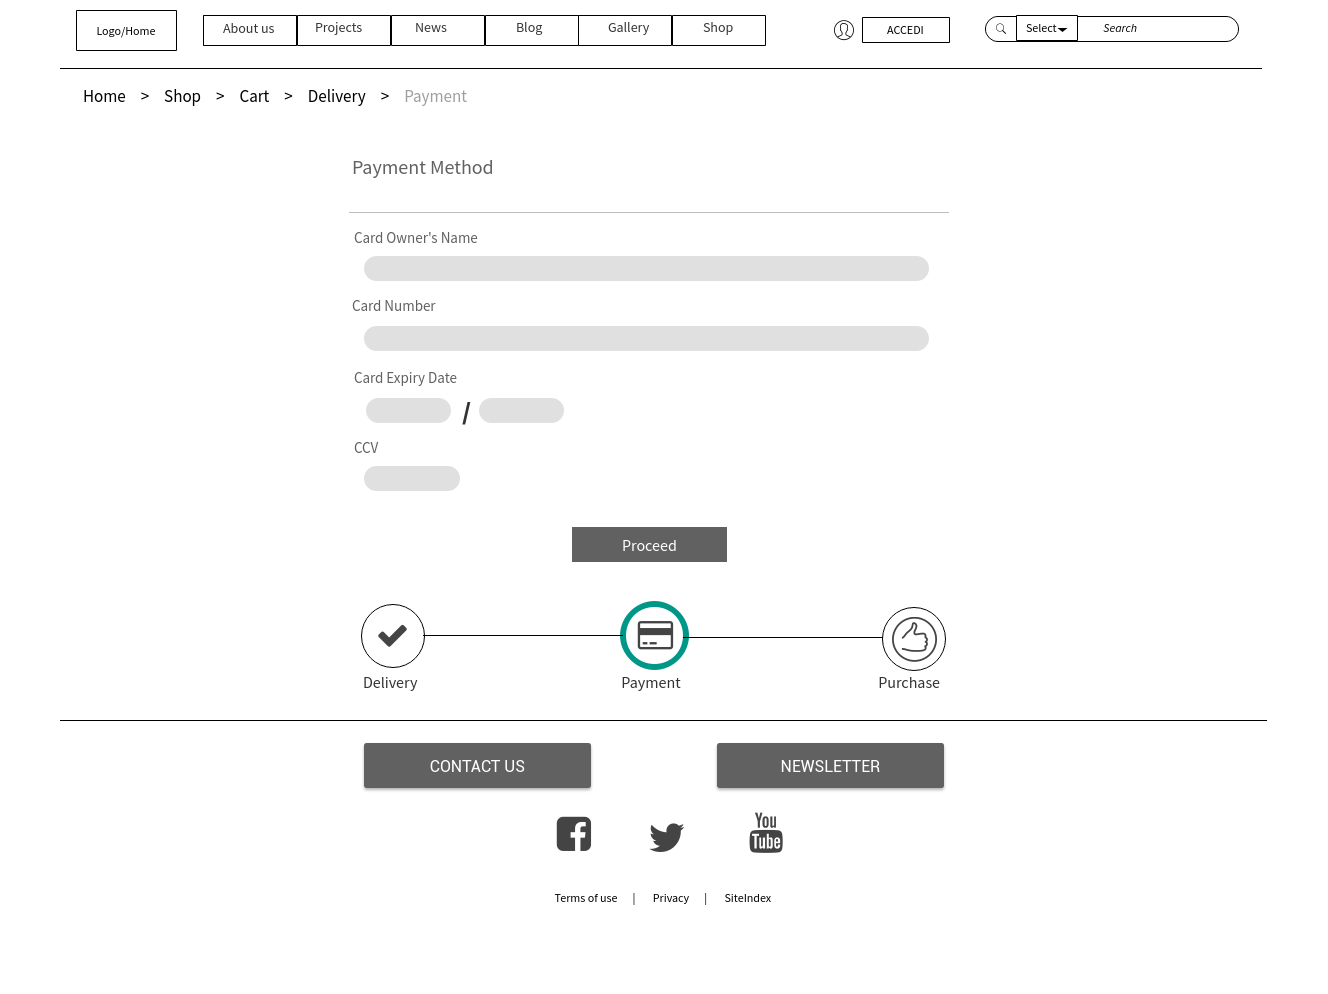 Logo/Home About us Projects News Blog Gallery Shop ACCEDI Select Search
Home > Shop > Cart > Delivery > Payment
Payment Method
Card Owner's Name
Card Number
Card Expiry Date
/
CCV
Proceed
Delivery Payment Purchase
CONTACT US NEWSLETTER
You
Tube
Terms of use | Privacy | SiteIndex